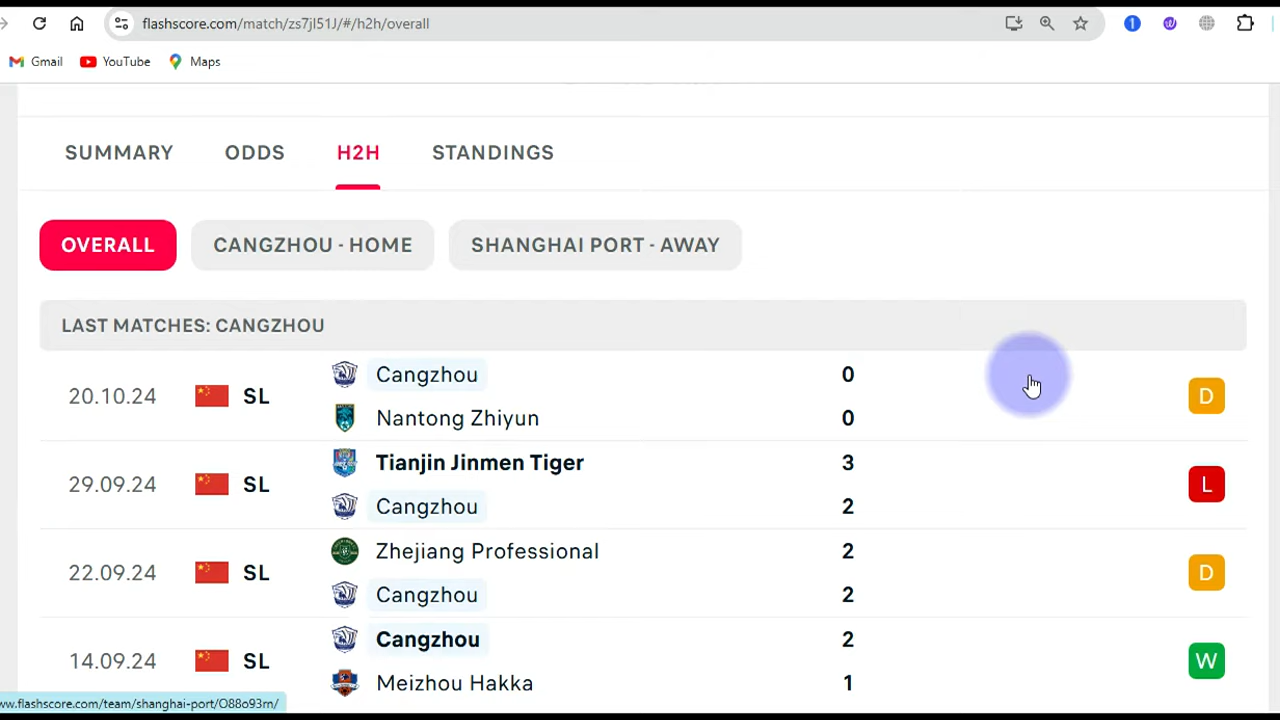 flashscore.com/match/zs7jl51J/#/h2h/overall
1
Gmail YouTube Maps
SUMMARY ODDS H2H STANDINGS
OVERALL CANGZHOU - HOME SHANGHAI PORT - AWAY
LAST MATCHES: CANGZHOU
Cangzhou 0
20.10.24 SL D
Nantong Zhiyun 0
Tianjin Jinmen Tiger 3
29.09.24 SL L
Cangzhou 2
Zhejiang Professional 2
22.09.24 SL D
Cangzhou 2
Cangzhou 2
14.09.24 SL W
Meizhou Hakka 1
ww.flashscore.com/team/shanghai-port/O88o93rn/